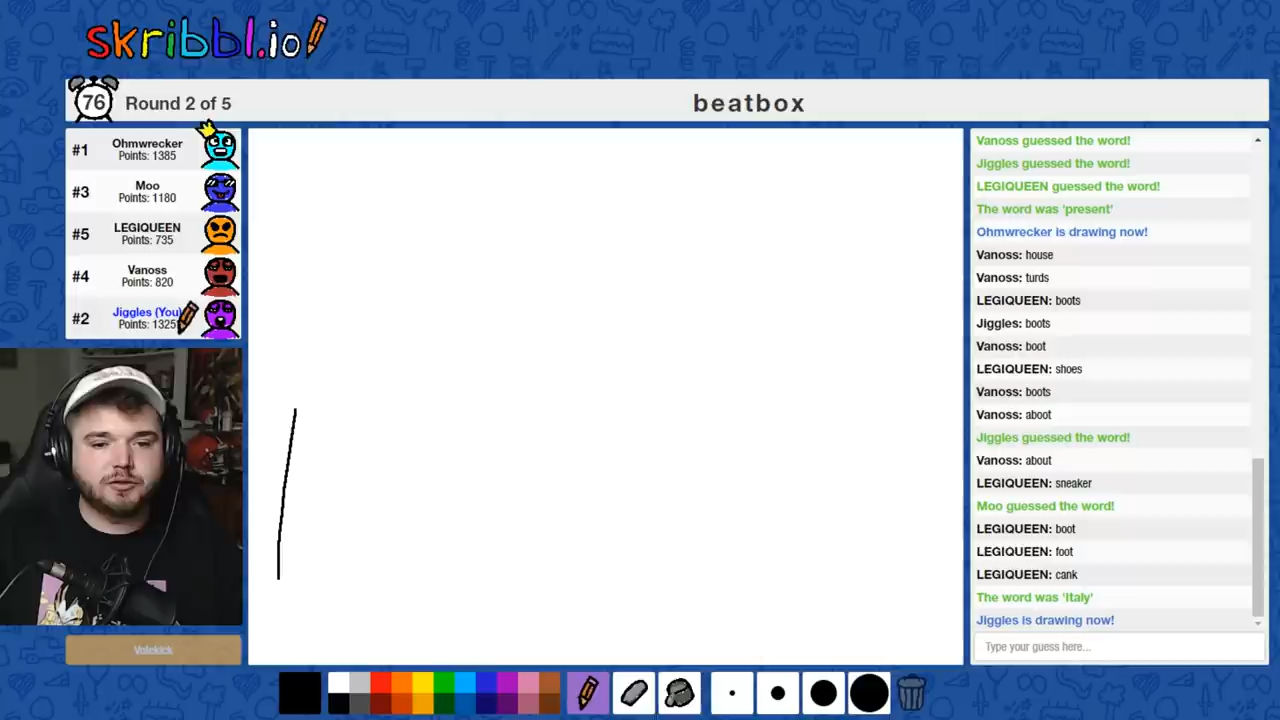 skribbl.io
76
Round 2 of 5
beatbox
#1
Ohmwrecker
Points: 1385
#3
Moo
Points: 1180
#5
LEGIQUEEN
Points: 735
#4
Vanoss
Points: 820
#2
Jiggles (You)
Points: 1325
Vanoss guessed the word!
Jiggles guessed the word!
LEGIQUEEN guessed the word!
The word was 'present'
Ohmwrecker is drawing now!
Vanoss: house
Vanoss: turds
LEGIQUEEN: boots
Jiggles: boots
Vanoss: boot
LEGIQUEEN: shoes
Vanoss: boots
Vanoss: aboot
Jiggles guessed the word!
Vanoss: about
LEGIQUEEN: sneaker
Moo guessed the word!
LEGIQUEEN: boot
LEGIQUEEN: foot
LEGIQUEEN: cank
The word was 'Italy'
Jiggles is drawing now!
Type your guess here...
Votekick